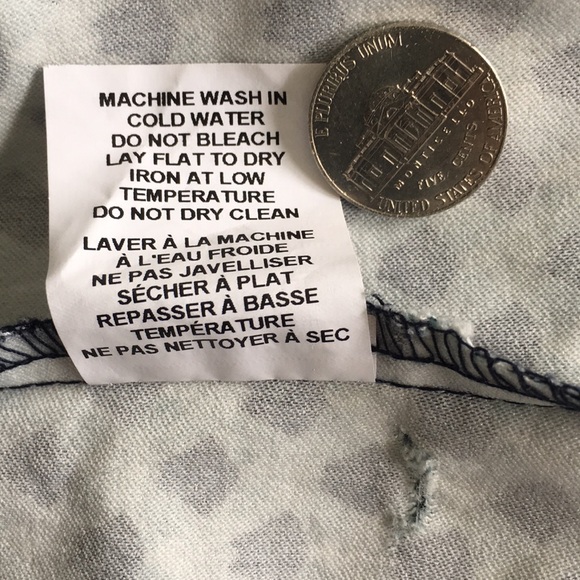 MACHINE WASH IN
COLD WATER
DO NOT BLEACH
LAY FLAT TO DRY
IRON AT LOW
TEMPERATURE
DO NOT DRY CLEAN
LAVER À LA MACHINE
À L'EAU FROIDE
NE PAS JAVELLISER
SÉCHER À PLAT
REPASSER À BASSE
TEMPÉRATURE
NE PAS NETTOYER À SEC
E PLURIBUS UNUM
MONTICELLO
FIVE CENTS
UNITED STATES OF AMERICA